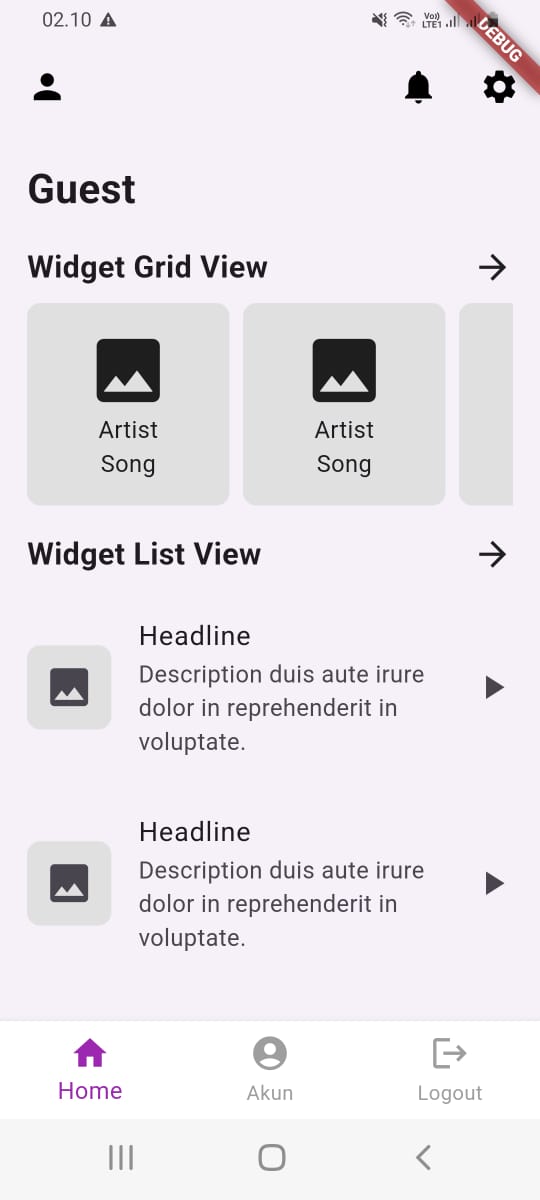 02.10
Vo))
LTE1
DEBUG
Guest
Widget Grid View
Artist
Song
Artist
Song
Widget List View
Headline
Description duis aute irure
dolor in reprehenderit in
voluptate.
Headline
Description duis aute irure
dolor in reprehenderit in
voluptate.
Home
Akun
Logout